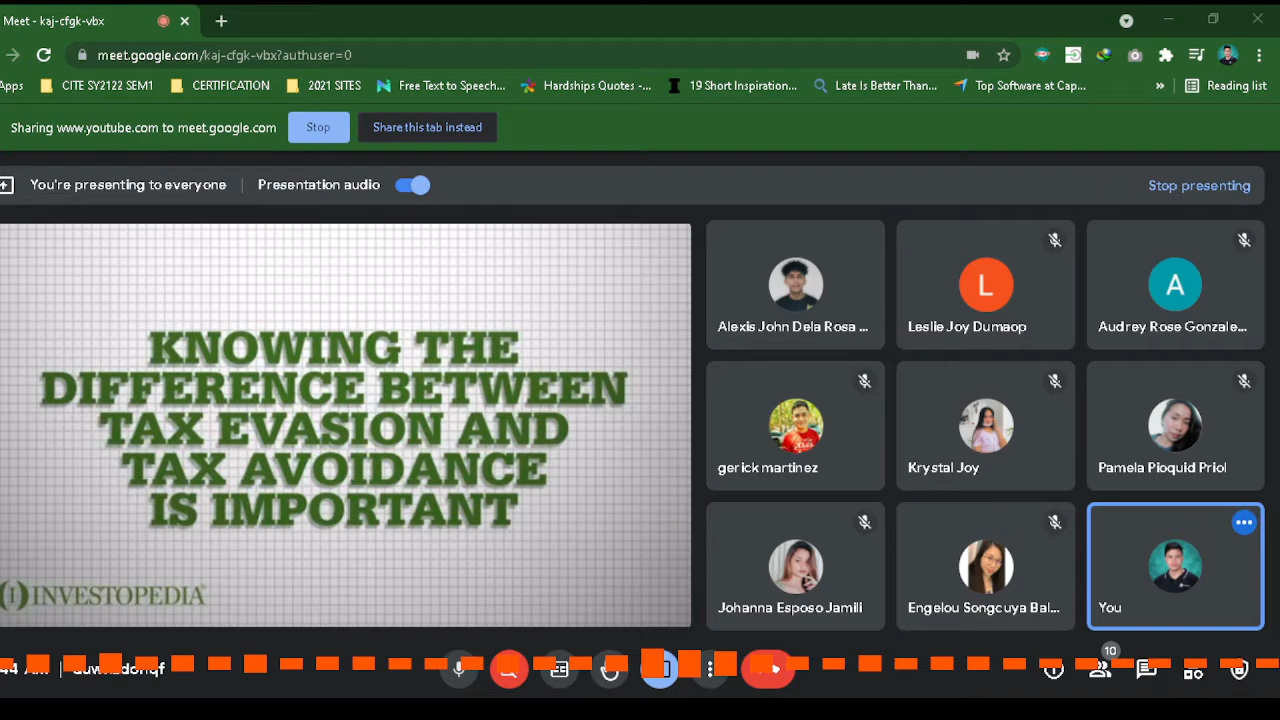 Meet - kaj-cfgk-vbx
meet.google.com/kaj-cfgk-vbx?authuser=0
Apps CITE SY2122 SEM1 CERTIFICATION 2021 SITES Free Text to Speech... Hardships Quotes -... 19 Short Inspiration... Late Is Better Than... Top Software at Cap... » Reading list
Sharing www.youtube.com to meet.google.com Stop Share this tab instead
You're presenting to everyone Presentation audio Stop presenting
KNOWING THE
DIFFERENCE BETWEEN
TAX EVASION AND
TAX AVOIDANCE
IS IMPORTANT
INVESTOPEDIA
Alexis John Dela Rosa ...
L
Leslie Joy Dumaop
A
Audrey Rose Gonzale...
gerick martinez
Krystal Joy
Pamela Pioquid Priol
Johanna Esposo Jamili
Engelou Songcuya Bal...
You
10